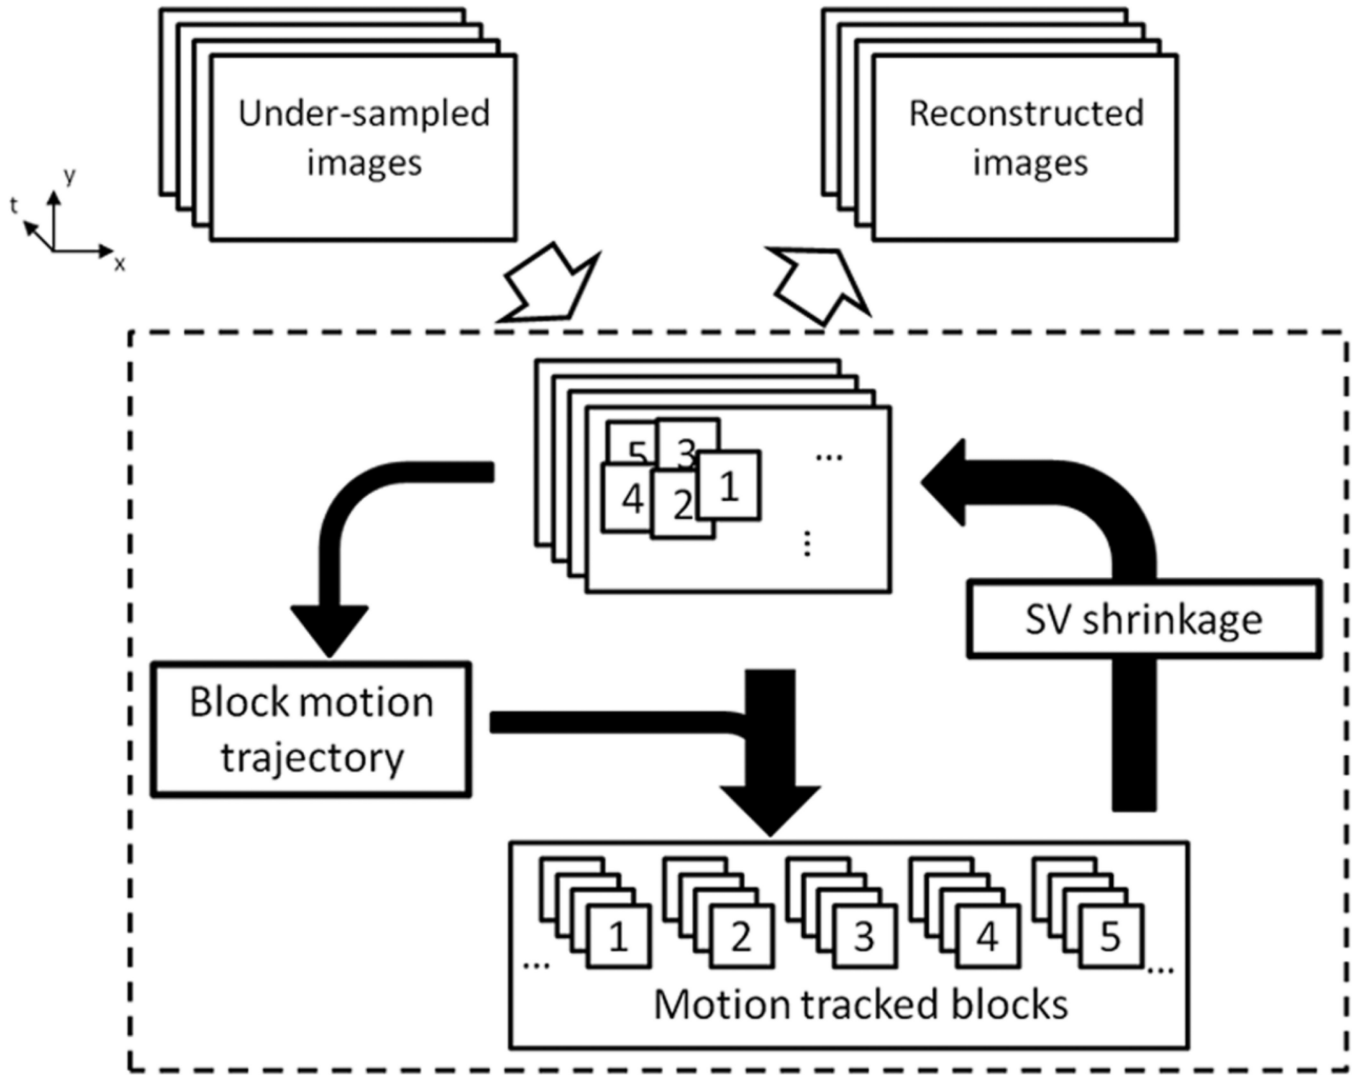 Under-sampled
images
Reconstructed
images
y
t
x
5 3 1 ...
4 2
⋮
SV shrinkage
Block motion
trajectory
... 1 2 3 4 5 ...
Motion tracked blocks